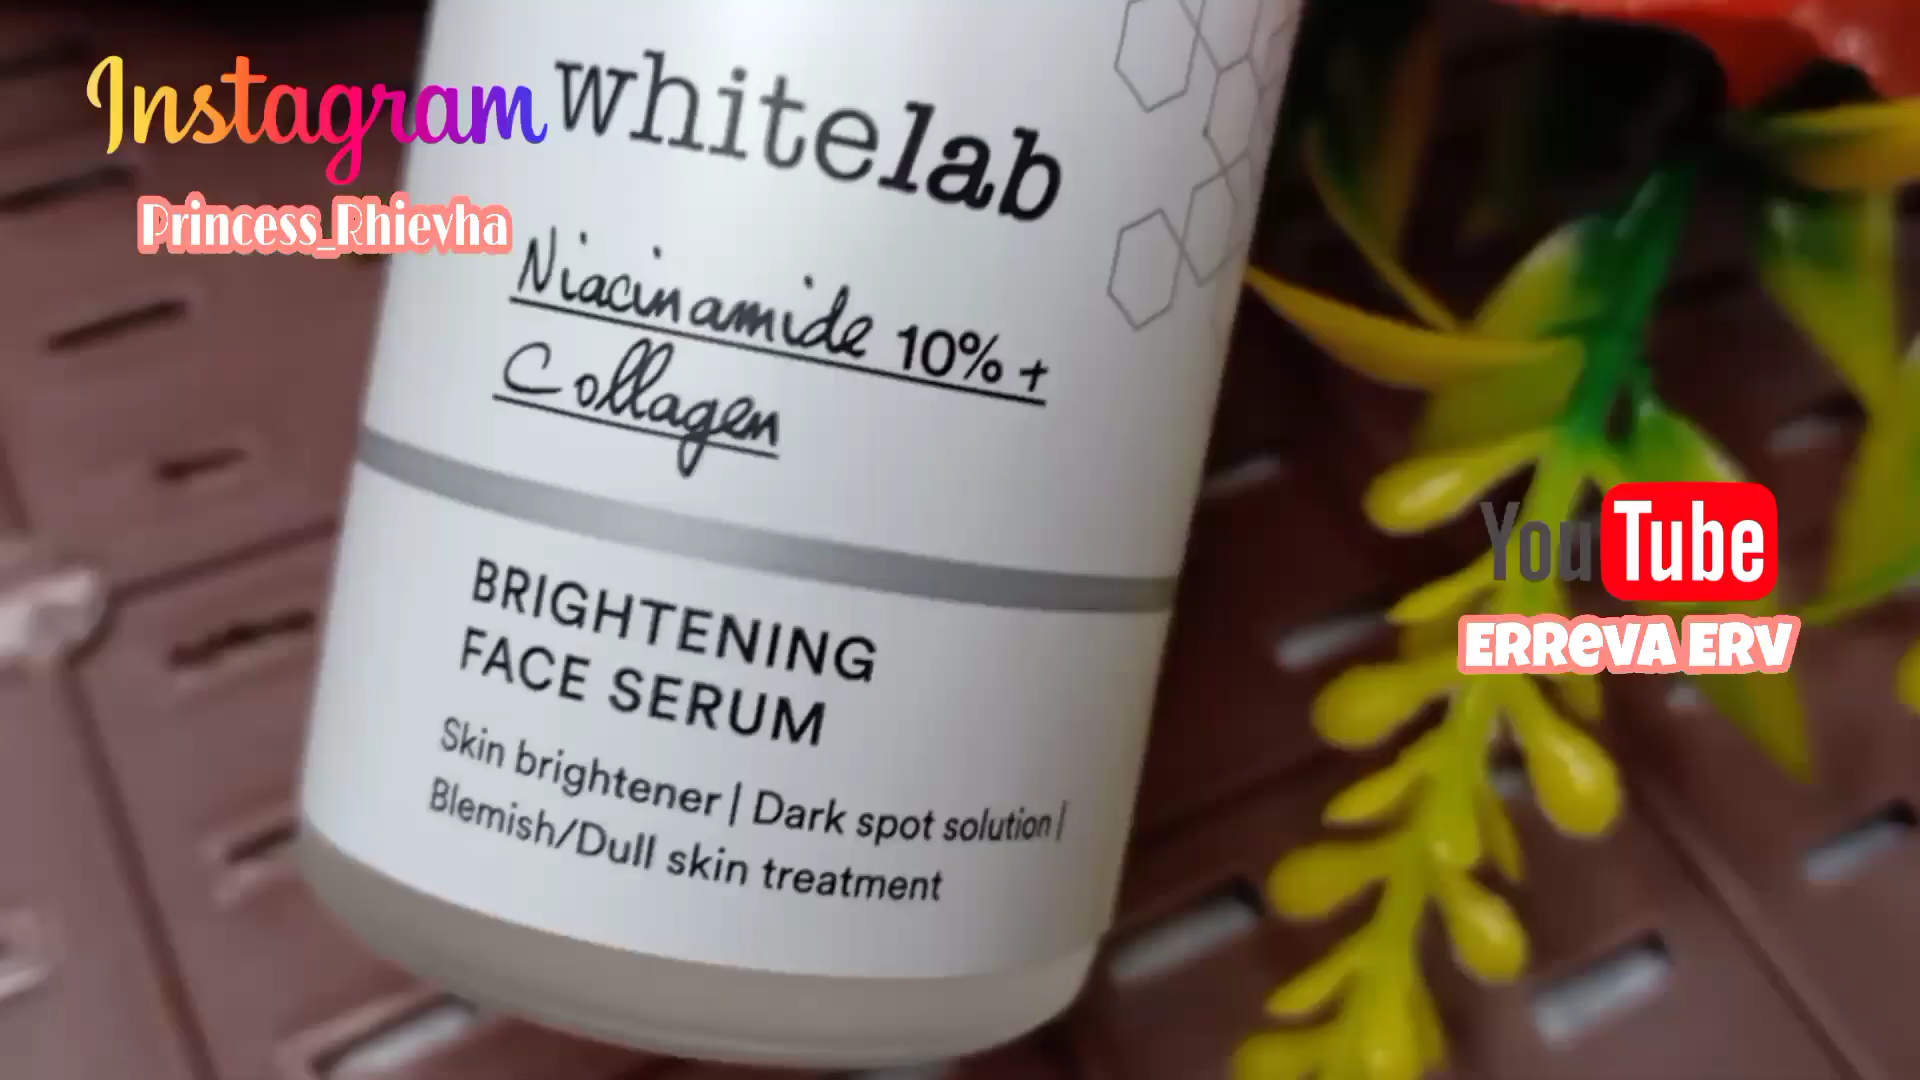 Instagram
Princess_Rhievha
whitelab
Niacinamide 10% +
Collagen
BRIGHTENING
FACE SERUM
Skin brightener | Dark spot solution |
Blemish/Dull skin treatment
YouTube
ERREVA ERV